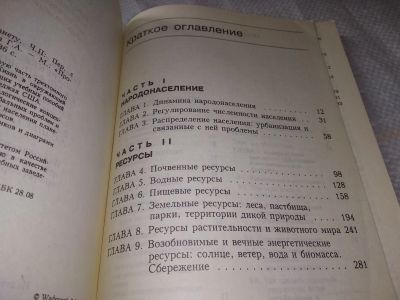 Краткое оглавление
ЧАСТЬ I
НАРОДОНАСЕЛЕНИЕ
ГЛАВА 1. Динамика народонаселения 12
ГЛАВА 2. Регулирование численности населения 31
ГЛАВА 3. Распределение населения: урбанизация и
связанные с ней проблемы 58
ЧАСТЬ II
РЕСУРСЫ
ГЛАВА 4. Почвенные ресурсы 98
ГЛАВА 5. Водные ресурсы 128
ГЛАВА 6. Пищевые ресурсы 158
ГЛАВА 7. Земельные ресурсы: леса, пастбища,
парки, территории дикой природы 194
ГЛАВА 8. Ресурсы растительности и животного мира 241
ГЛАВА 9. Возобновимые и вечные энергетические
ресурсы: солнце, ветер, вода и биомасса.
Сбережение 281
БК 28.08